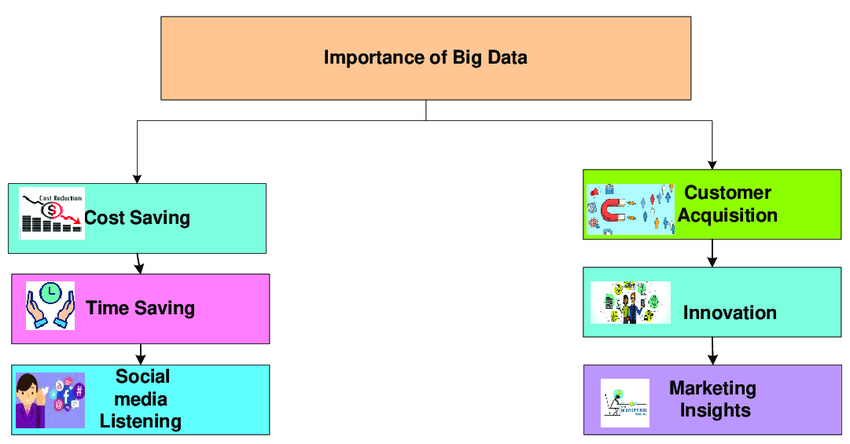 Importance of Big Data
Cost Reduction
Cost Saving
Time Saving
Social
media
Listening
Customer
Acquisition
Innovation
Marketing
Insights